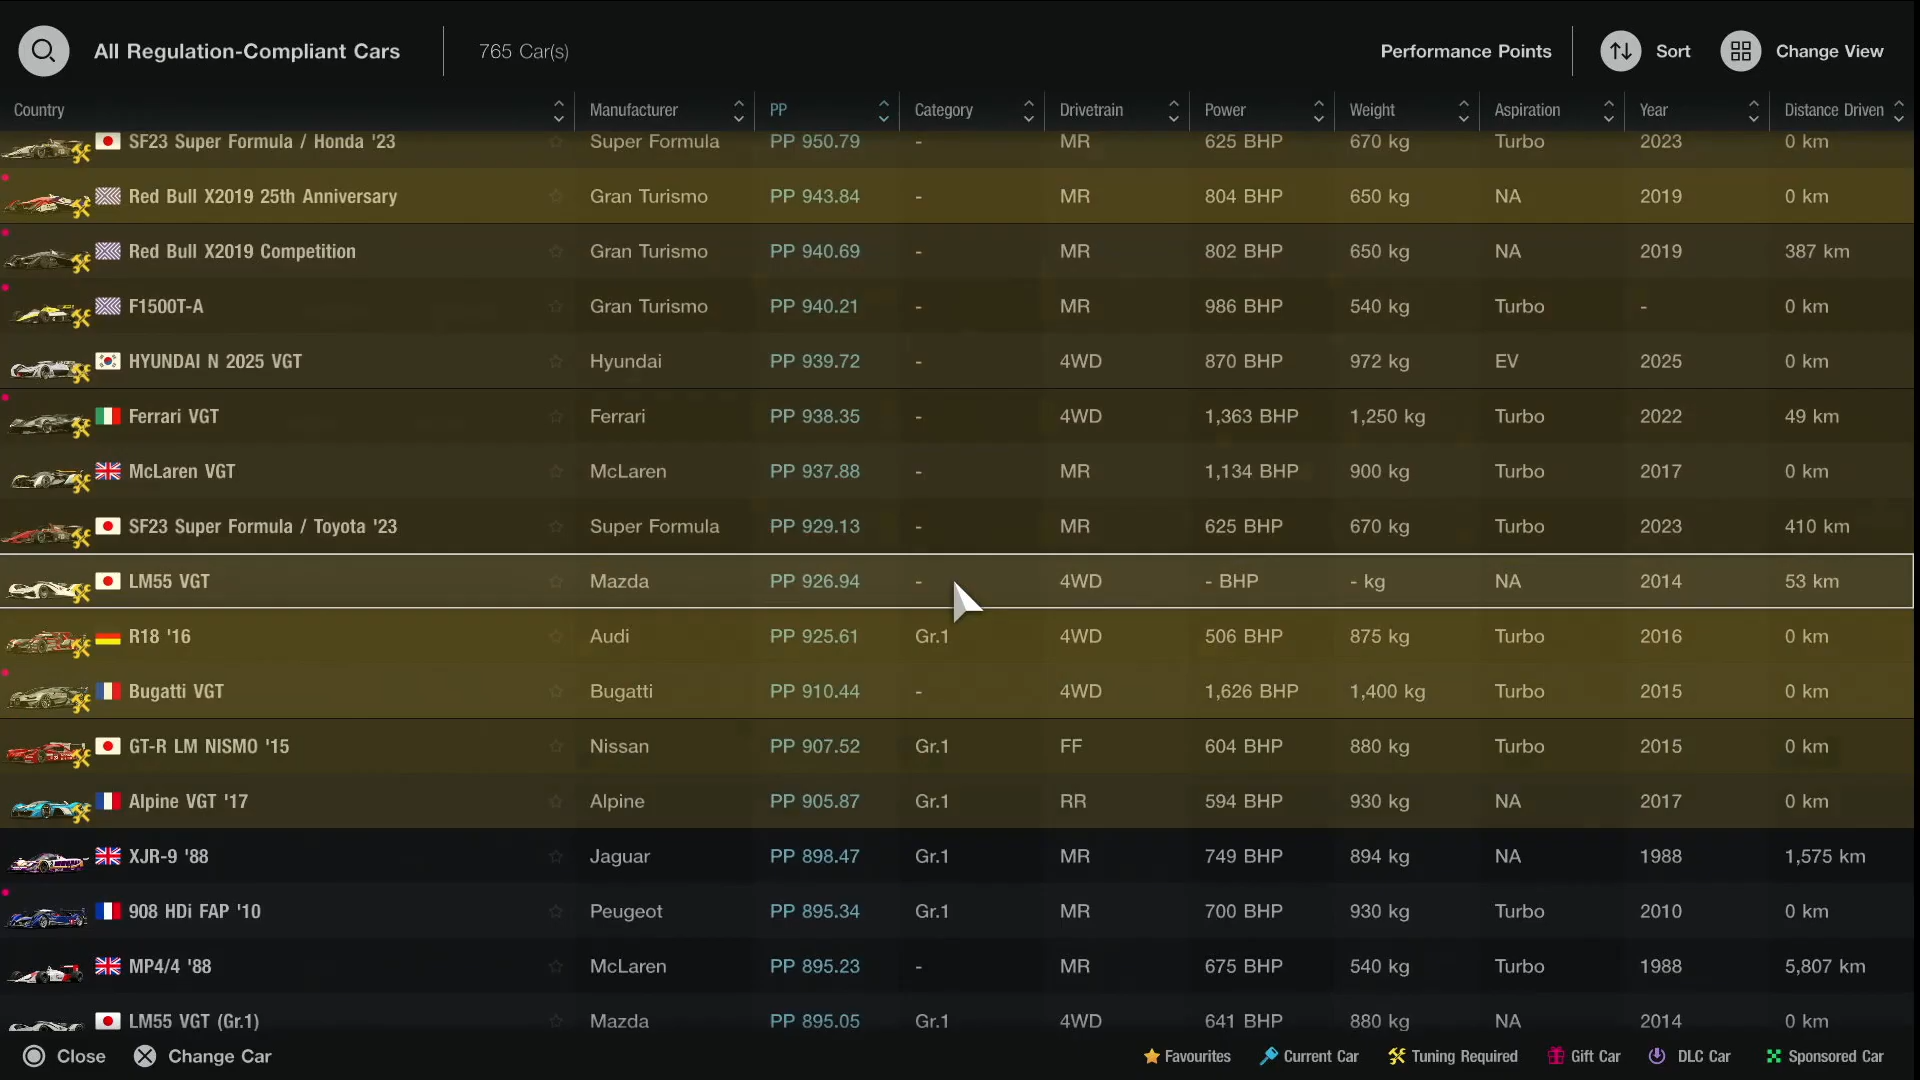 All Regulation-Compliant Cars 765 Car(s) Performance Points Sort Change View
Country Manufacturer PP Category Drivetrain Power Weight Aspiration Year Distance Driven
SF23 Super Formula / Honda '23 Super Formula PP 950.79 - MR 625 BHP 670 kg Turbo 2023 0 km
Red Bull X2019 25th Anniversary Gran Turismo PP 943.84 - MR 804 BHP 650 kg NA 2019 0 km
Red Bull X2019 Competition Gran Turismo PP 940.69 - MR 802 BHP 650 kg NA 2019 387 km
F1500T-A Gran Turismo PP 940.21 - MR 986 BHP 540 kg Turbo - 0 km
HYUNDAI N 2025 VGT Hyundai PP 939.72 - 4WD 870 BHP 972 kg EV 2025 0 km
Ferrari VGT Ferrari PP 938.35 - 4WD 1,363 BHP 1,250 kg Turbo 2022 49 km
McLaren VGT McLaren PP 937.88 - MR 1,134 BHP 900 kg Turbo 2017 0 km
SF23 Super Formula / Toyota '23 Super Formula PP 929.13 - MR 625 BHP 670 kg Turbo 2023 410 km
LM55 VGT Mazda PP 926.94 - 4WD - BHP - kg NA 2014 53 km
R18 '16 Audi PP 925.61 Gr.1 4WD 506 BHP 875 kg Turbo 2016 0 km
Bugatti VGT Bugatti PP 910.44 - 4WD 1,626 BHP 1,400 kg Turbo 2015 0 km
GT-R LM NISMO '15 Nissan PP 907.52 Gr.1 FF 604 BHP 880 kg Turbo 2015 0 km
Alpine VGT '17 Alpine PP 905.87 Gr.1 RR 594 BHP 930 kg NA 2017 0 km
XJR-9 '88 Jaguar PP 898.47 Gr.1 MR 749 BHP 894 kg NA 1988 1,575 km
908 HDi FAP '10 Peugeot PP 895.34 Gr.1 MR 700 BHP 930 kg Turbo 2010 0 km
MP4/4 '88 McLaren PP 895.23 - MR 675 BHP 540 kg Turbo 1988 5,807 km
LM55 VGT (Gr.1) Mazda PP 895.05 Gr.1 4WD 641 BHP 880 kg NA 2014 0 km
Close Change Car Favourites Current Car Tuning Required Gift Car DLC Car Sponsored Car